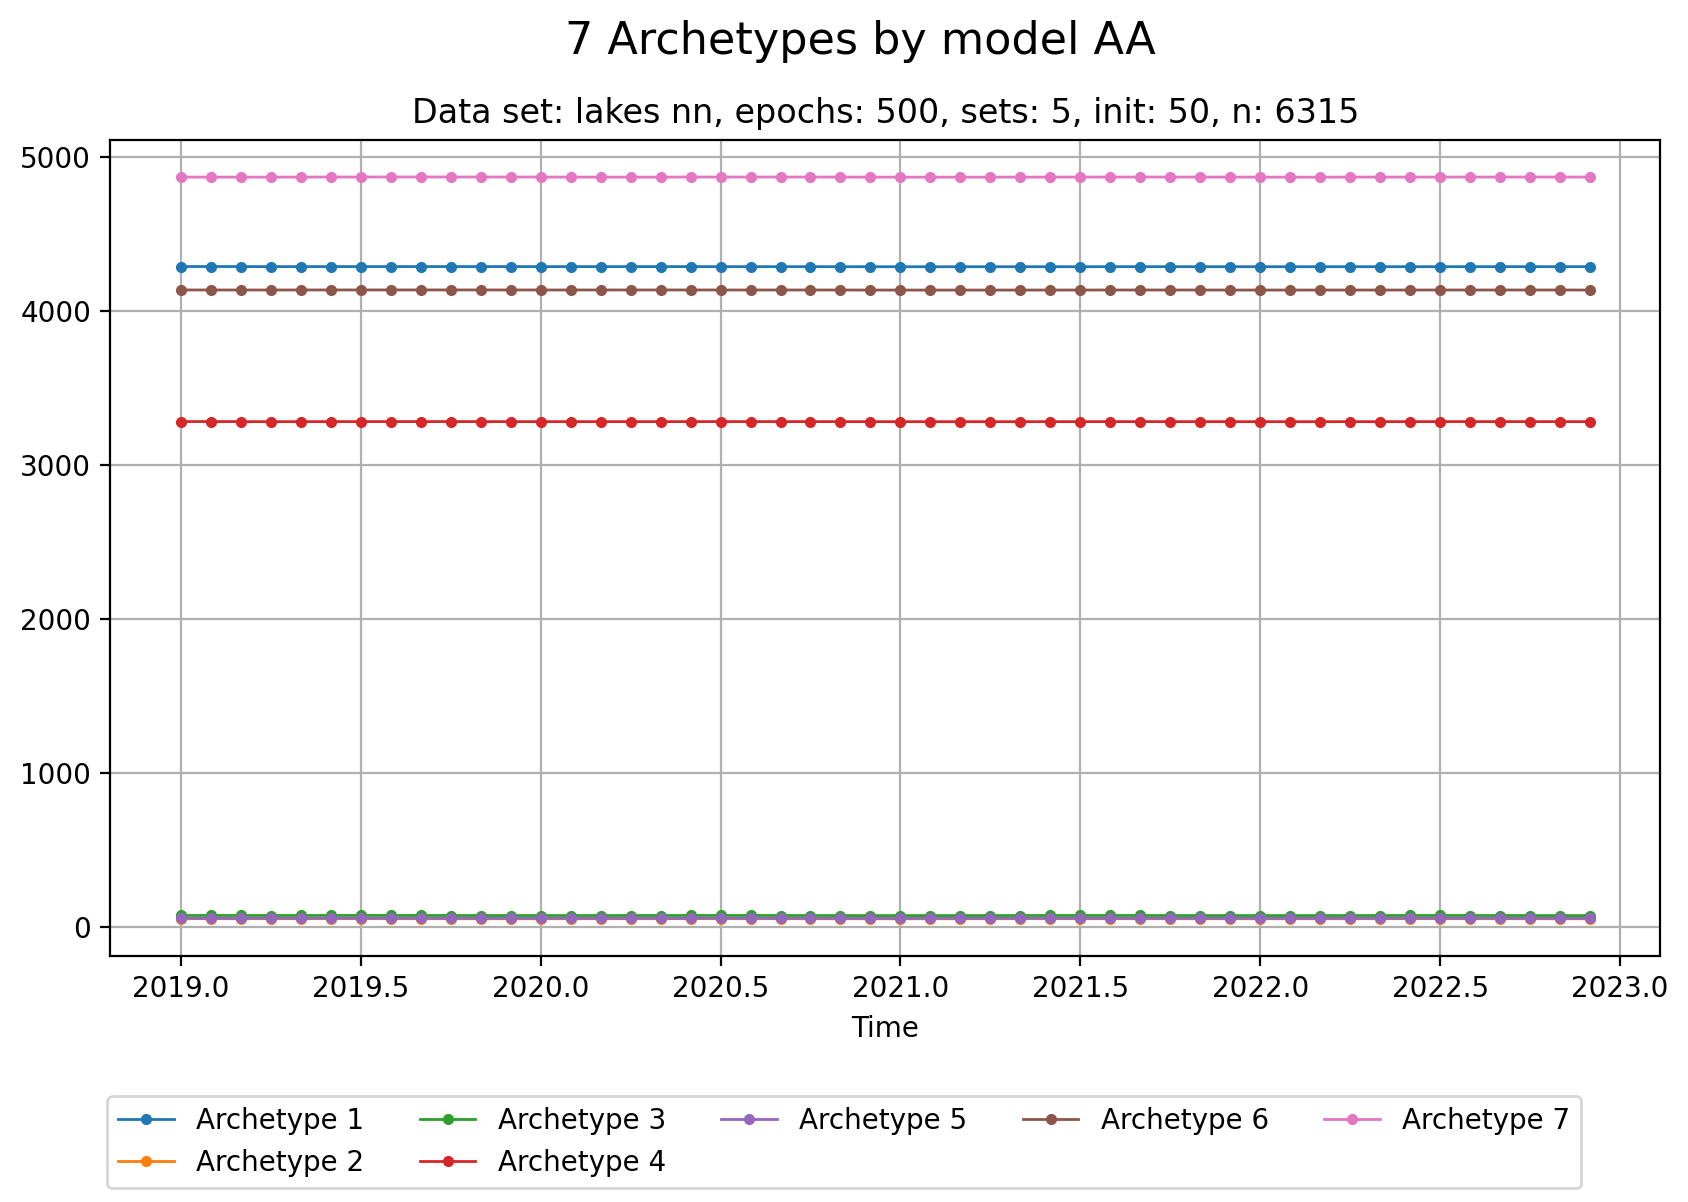 7 Archetypes by model AA
Data set: lakes nn, epochs: 500, sets: 5, init: 50, n: 6315
5000
4000
3000
2000
1000
0
2019.0 2019.5 2020.0 2020.5 2021.0 2021.5 2022.0 2022.5 2023.0
Time
Archetype 1 Archetype 3 Archetype 5 Archetype 6 Archetype 7
Archetype 2 Archetype 4